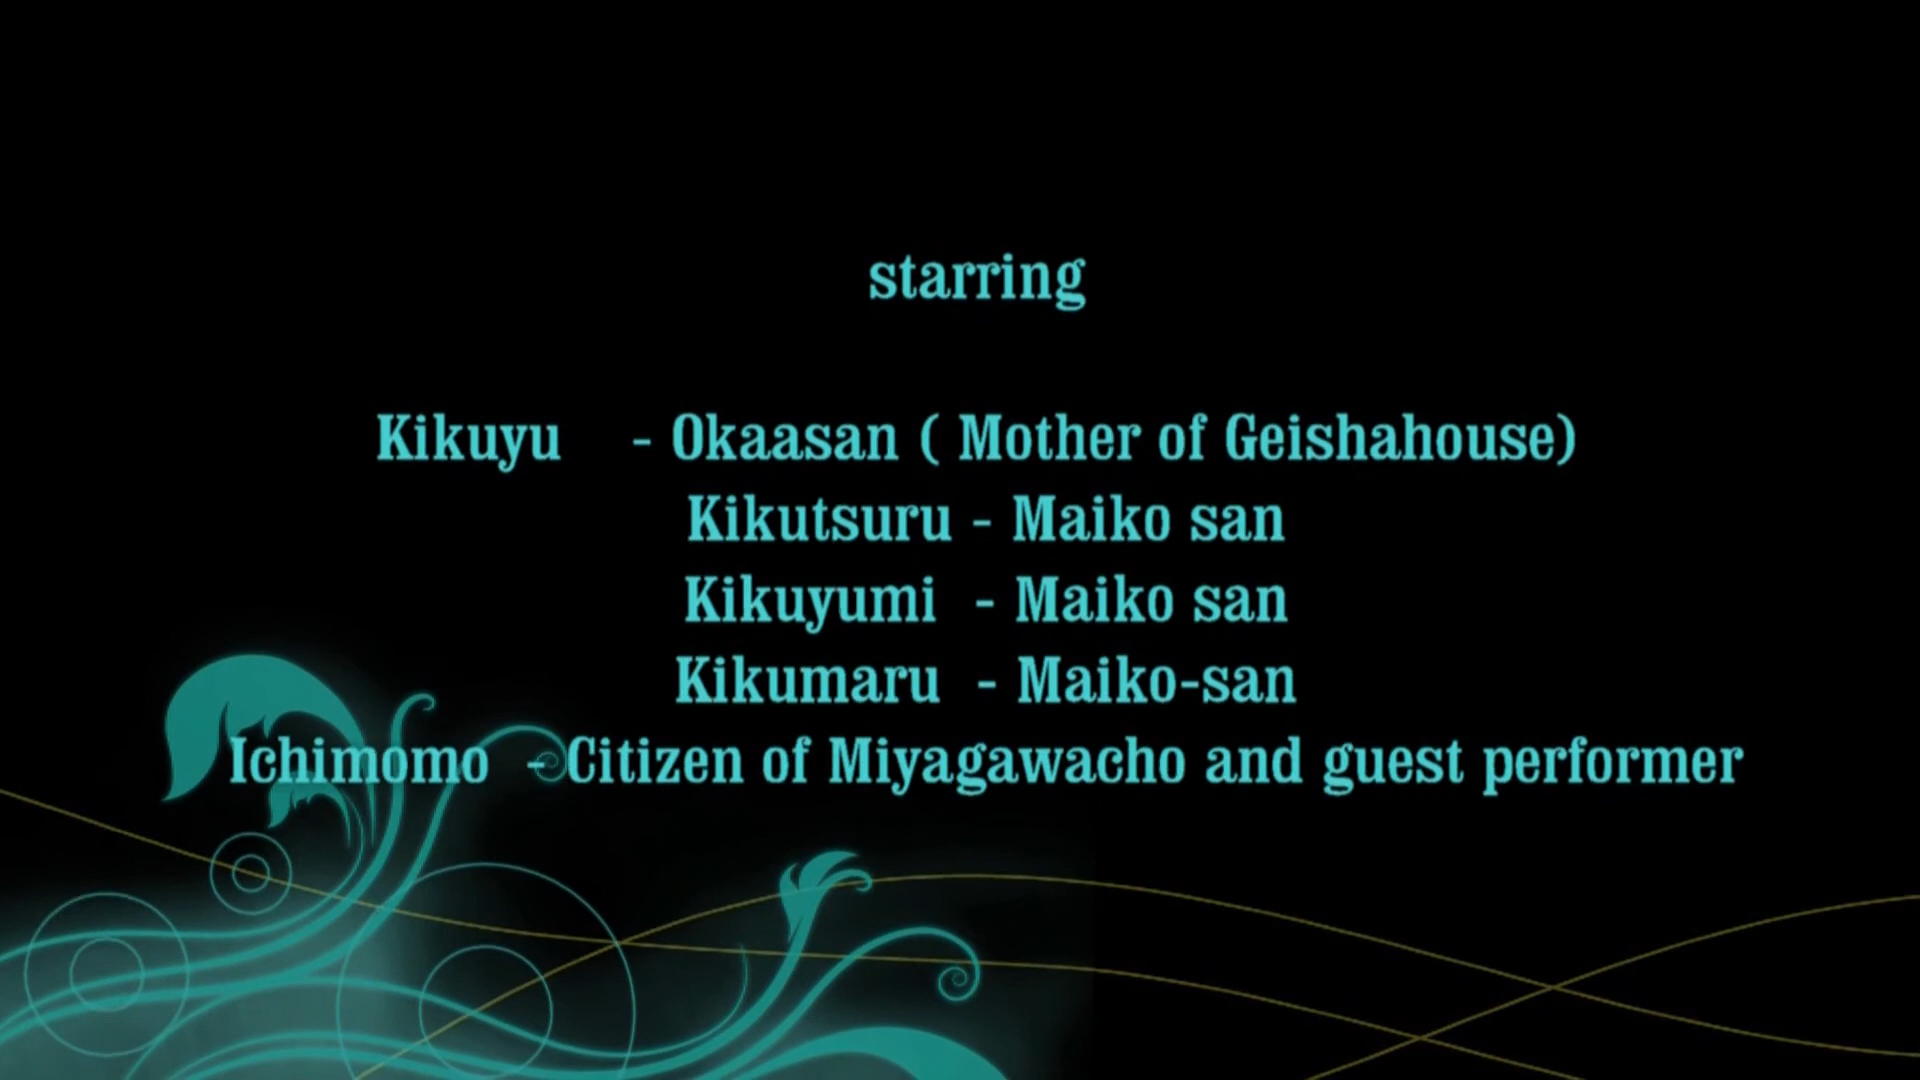 starring
Kikuyu - Okaasan ( Mother of Geishahouse)
Kikutsuru - Maiko san
Kikuyumi - Maiko san
Kikumaru - Maiko-san
Ichimomo - Citizen of Miyagawacho and guest performer